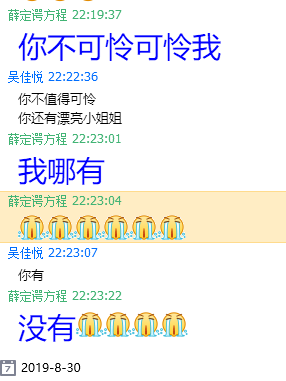 薛定谔方程 22:19:37
你不可怜可怜我
吴佳悦 22:22:36
你不值得可怜
你还有漂亮小姐姐
薛定谔方程 22:23:01
我哪有
薛定谔方程 22:23:04
吴佳悦 22:23:07
你有
薛定谔方程 22:23:22
没有
7 2019-8-30